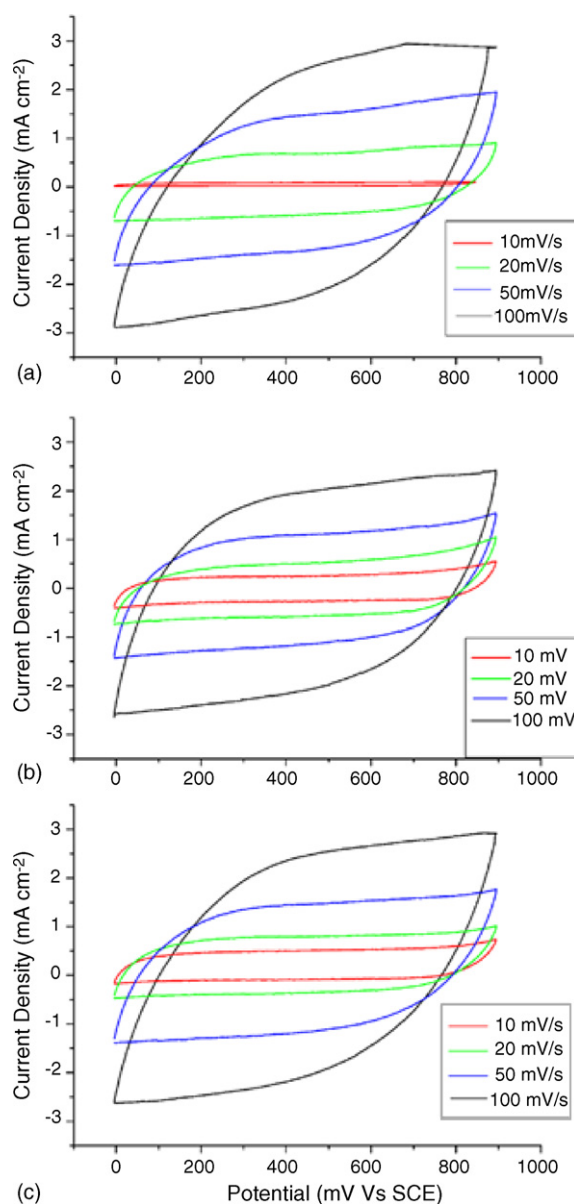 3
2
1
0
-1
-2
-3
Current Density (mA cm-2)
10mV/s
20mV/s
50mV/s
100mV/s
(a)
0 200 400 600 800 1000
3
2
1
0
-1
-2
-3
Current Density (mA cm-2)
10 mV
20 mV
50 mV
100 mV
(b)
0 200 400 600 800 1000
3
2
1
0
-1
-2
-3
Current Density (mA cm-2)
10 mV/s
20 mV/s
50 mV/s
100 mV/s
0 200 400 600 800 1000
(c)
Potential (mV Vs SCE)